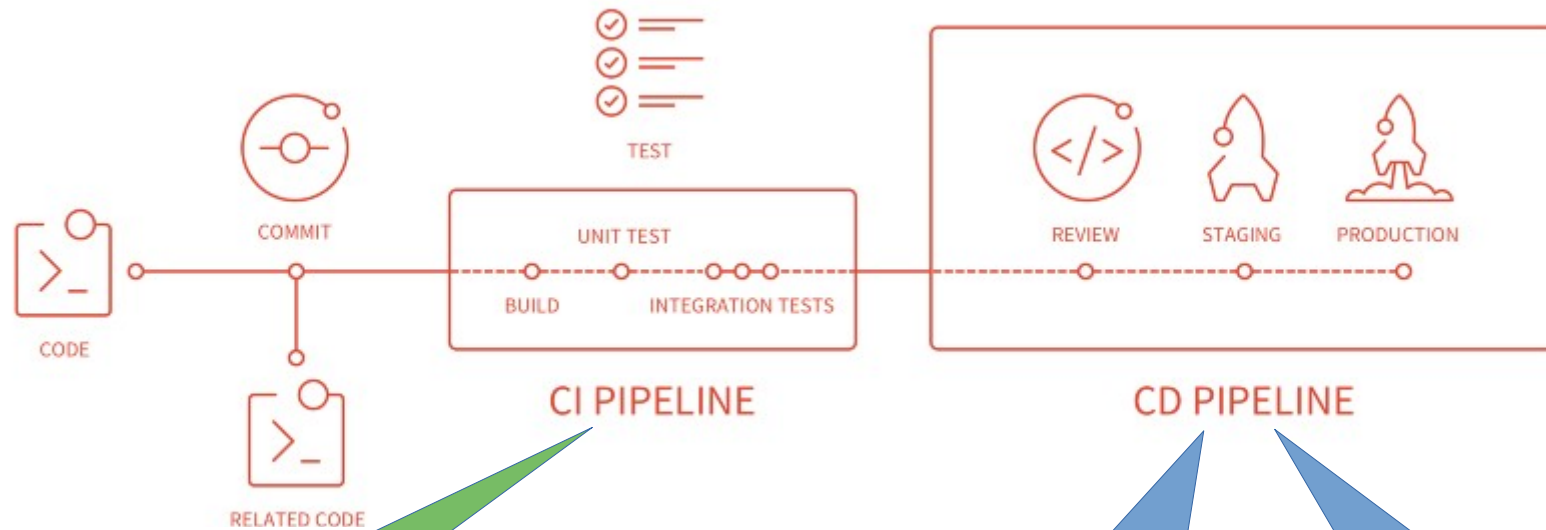 TEST
COMMIT
UNIT TEST
REVIEW
STAGING
PRODUCTION
BUILD
INTEGRATION TESTS
CODE
CI PIPELINE
CD PIPELINE
RELATED CODE